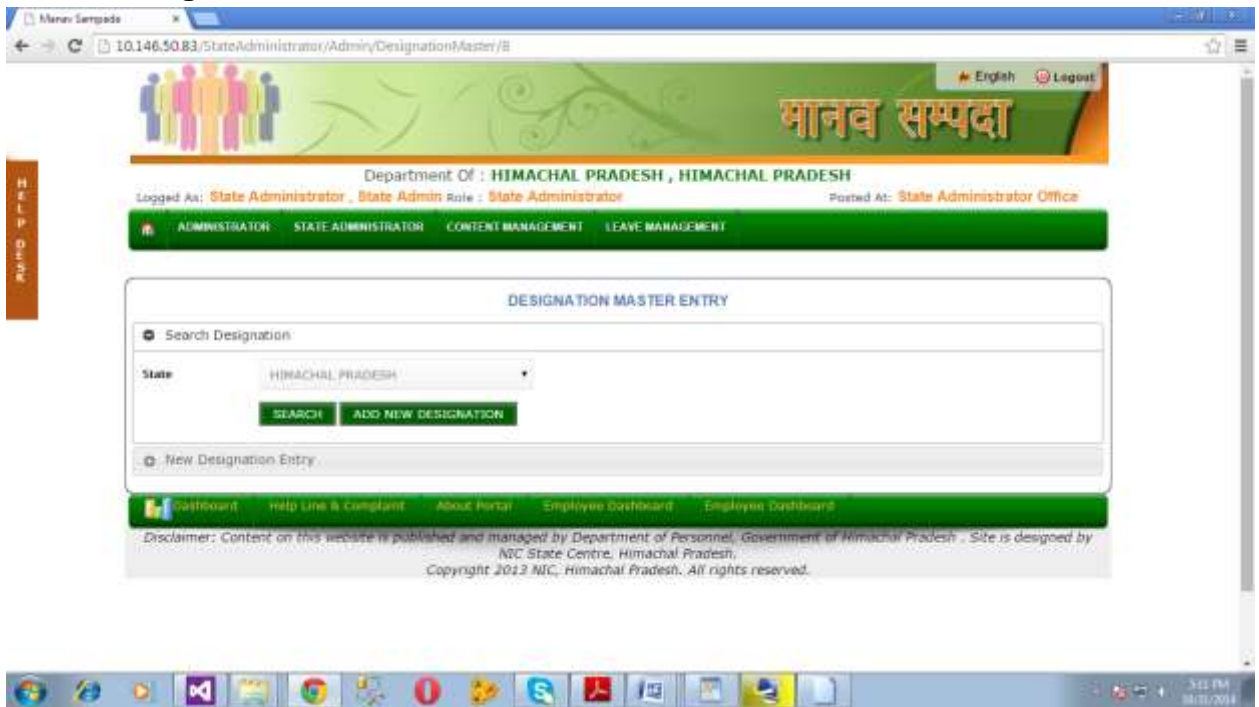 Manav Sampada
10.146.50.83/StateAdministrator/Admin/DesignationMaster/8
English Logout
मानव सम्पदा
HELP DESK
Department Of : HIMACHAL PRADESH , HIMACHAL PRADESH
Logged As: State Administrator , State Admin Role : State Administrator Posted At: State Administrator Office
ADMINISTRATOR STATE ADMINISTRATOR CONTENT MANAGEMENT LEAVE MANAGEMENT
DESIGNATION MASTER ENTRY
Search Designation
State HIMACHAL PRADESH
SEARCH ADD NEW DESIGNATION
New Designation Entry
Dashboard Help Line & Complaint About Portal Employee Dashboard Employee Dashboard
Disclaimer: Content on this website is published and managed by Department of Personnel, Government of Himachal Pradesh . Site is designed by
NIC State Centre, Himachal Pradesh.
Copyright 2013 NIC, Himachal Pradesh. All rights reserved.